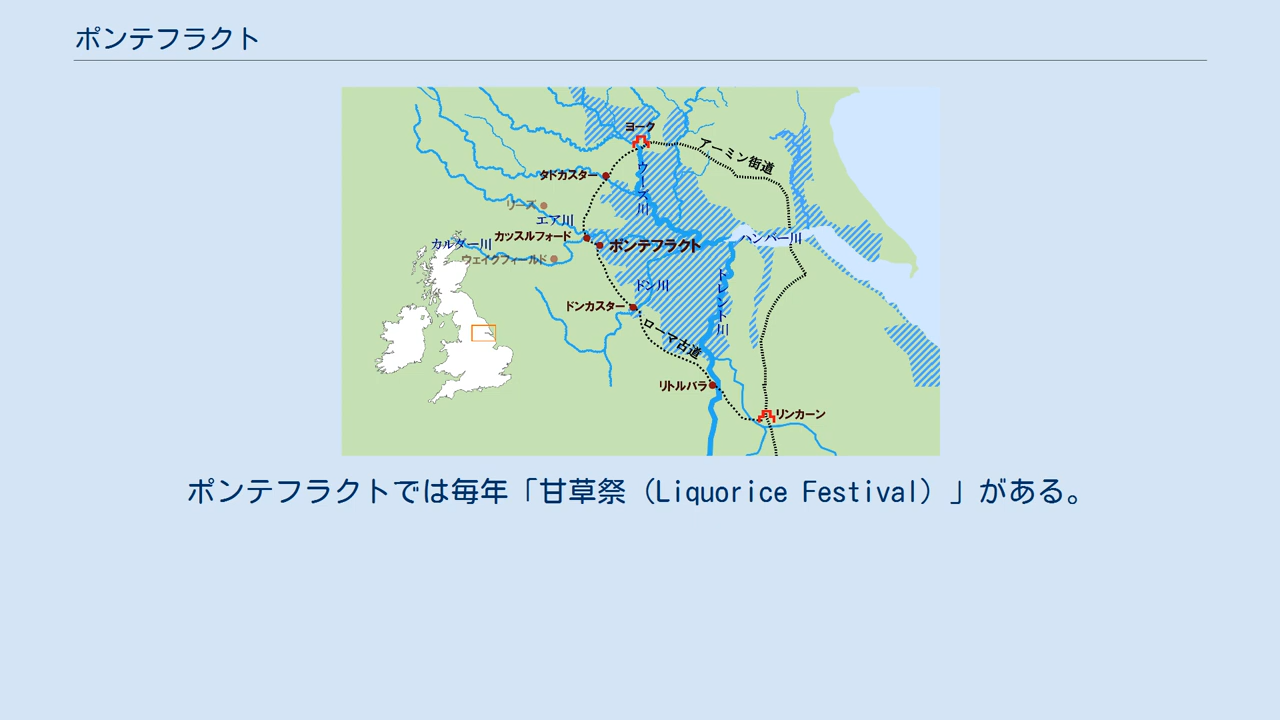 ポンテフラクト
ヨーク
アーミン街道
タドカスター
ウーズ川
リーズ
エア川
カッスルフォード
カルダー川
ポンテフラクト
ハンバー川
ウェイクフィールド
ドン川
トレント川
ドンカスター
ローマ古道
リトルバラ
リンカーン
ポンテフラクトでは毎年「甘草祭（Liquorice Festival）」がある。